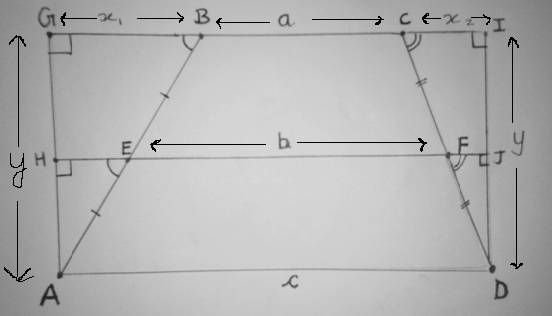 G x₁ B a C x₂ I
y y
H E b F J
A c D